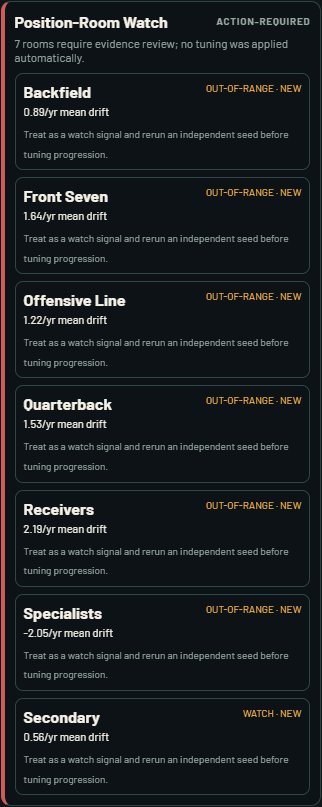 Position-Room Watch
ACTION-REQUIRED
7 rooms require evidence review; no tuning was applied
automatically.
Backfield
OUT-OF-RANGE · NEW
0.89/yr mean drift
Treat as a watch signal and rerun an independent seed before
tuning progression.
Front Seven
OUT-OF-RANGE · NEW
1.64/yr mean drift
Treat as a watch signal and rerun an independent seed before
tuning progression.
Offensive Line
OUT-OF-RANGE · NEW
1.22/yr mean drift
Treat as a watch signal and rerun an independent seed before
tuning progression.
Quarterback
OUT-OF-RANGE · NEW
1.53/yr mean drift
Treat as a watch signal and rerun an independent seed before
tuning progression.
Receivers
OUT-OF-RANGE · NEW
2.19/yr mean drift
Treat as a watch signal and rerun an independent seed before
tuning progression.
Specialists
OUT-OF-RANGE · NEW
-2.05/yr mean drift
Treat as a watch signal and rerun an independent seed before
tuning progression.
Secondary
WATCH · NEW
0.56/yr mean drift
Treat as a watch signal and rerun an independent seed before
tuning progression.